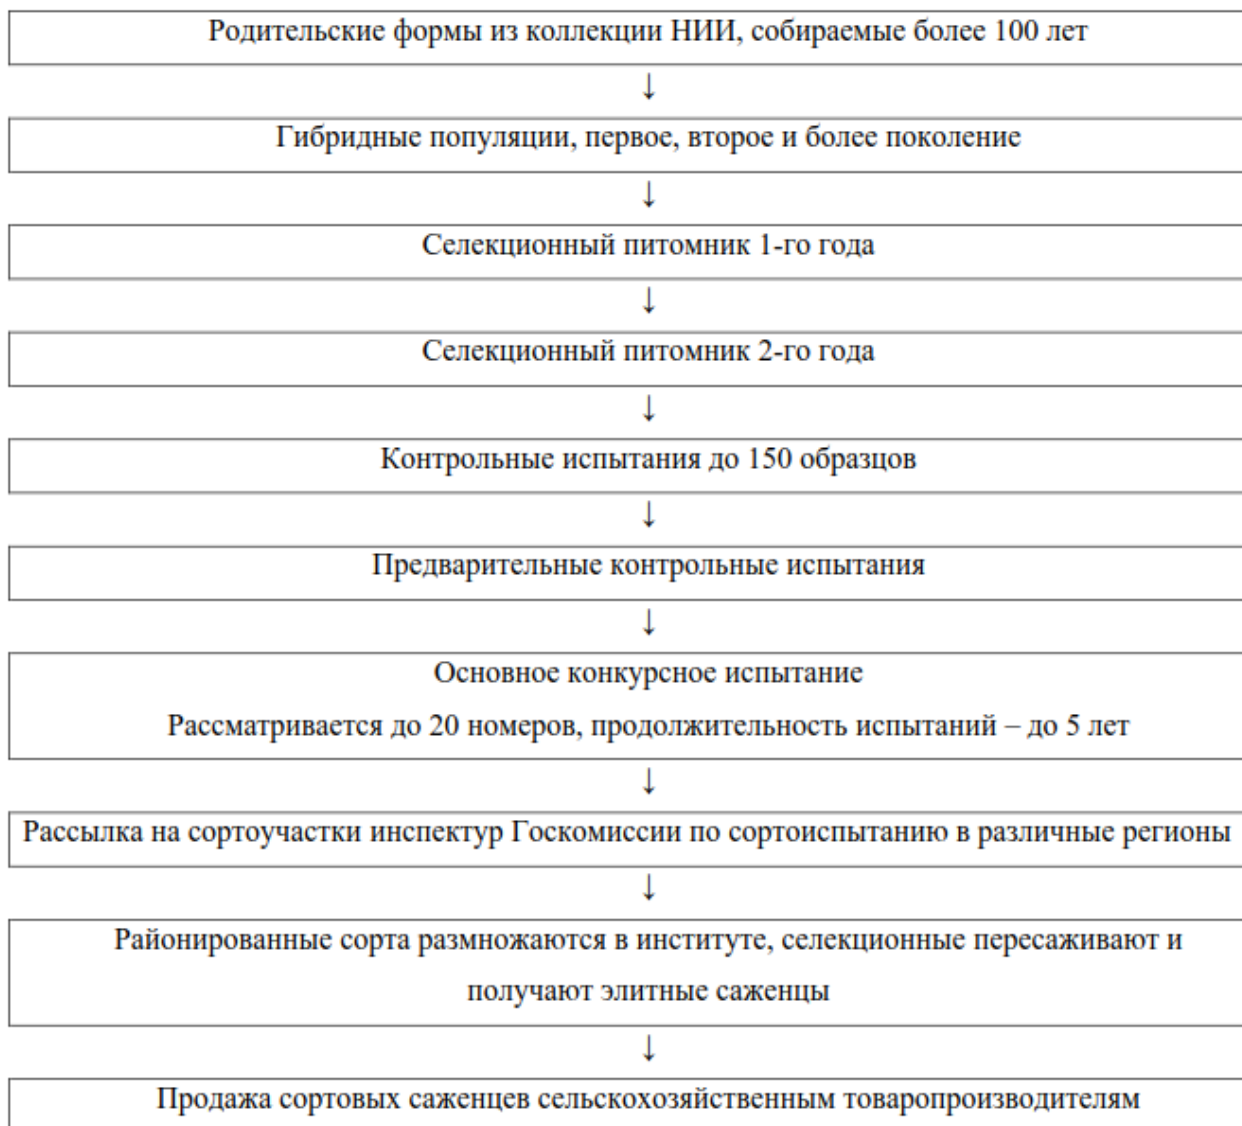 Родительские формы из коллекции НИИ, собираемые более 100 лет
↓
Гибридные популяции, первое, второе и более поколение
↓
Селекционный питомник 1-го года
↓
Селекционный питомник 2-го года
↓
Контрольные испытания до 150 образцов
↓
Предварительные контрольные испытания
↓
Основное конкурсное испытание
Рассматривается до 20 номеров, продолжительность испытаний – до 5 лет
↓
Рассылка на сортоучастки инспектур Госкомиссии по сортоиспытанию в различные регионы
↓
Районированные сорта размножаются в институте, селекционные пересаживают и
получают элитные саженцы
↓
Продажа сортовых саженцев сельскохозяйственным товаропроизводителям